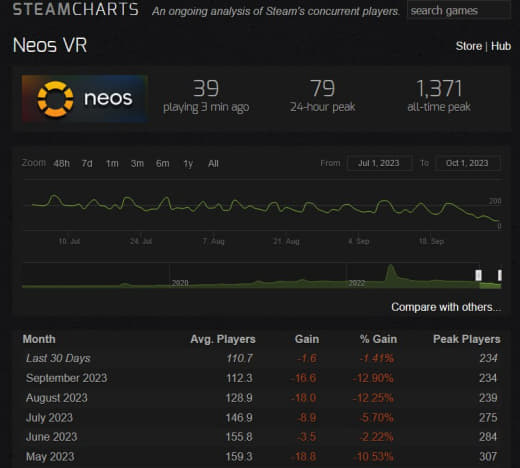 STEAMCHARTS An ongoing analysis of Steam's concurrent players. search games
Neos VR Store | Hub
neos
39 79 1,371
playing 3 min ago 24-hour peak all-time peak
Zoom 48h 7d 1m 3m 6m 1y All From Jul 1, 2023 To Oct 1, 2023
200
0
10. Jul 24. Jul 7. Aug 21. Aug 4. Sep 18. Sep
2020 2022
Compare with others...
Month Avg. Players Gain % Gain Peak Players
Last 30 Days 110.7 -1.6 -1.41% 234
September 2023 112.3 -16.6 -12.90% 234
August 2023 128.9 -18.0 -12.25% 239
July 2023 146.9 -8.9 -5.70% 275
June 2023 155.8 -3.5 -2.22% 284
May 2023 159.3 -18.8 -10.53% 307